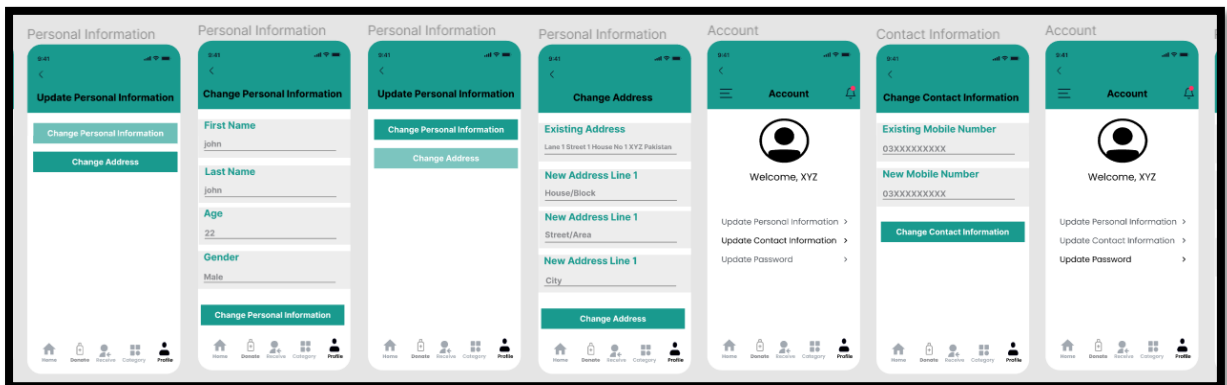 Personal Information
9:41
Update Personal Information
Change Personal Information
Change Address
Home Donate Receive Category Profile
Personal Information
9:41
Change Personal Information
First Name
john
Last Name
john
Age
22
Gender
Male
Change Personal Information
Home Donate Receive Category Profile
Personal Information
9:41
Update Personal Information
Change Personal Information
Change Address
Home Donate Receive Category Profile
Personal Information
9:41
Change Address
Existing Address
Lane 1 Street 1 House No 1 XYZ Pakistan
New Address Line 1
House/Block
New Address Line 1
Street/Area
New Address Line 1
City
Change Address
Home Donate Receive Category Profile
Account
9:41
Account
Welcome, XYZ
Update Personal Information >
Update Contact Information >
Update Password >
Home Donate Receive Category Profile
Contact Information
9:41
Change Contact Information
Existing Mobile Number
03XXXXXXXXX
New Mobile Number
03XXXXXXXXX
Change Contact Information
Home Donate Receive Category Profile
Account
9:41
Account
Welcome, XYZ
Update Personal Information >
Update Contact Information >
Update Password >
Home Donate Receive Category Profile